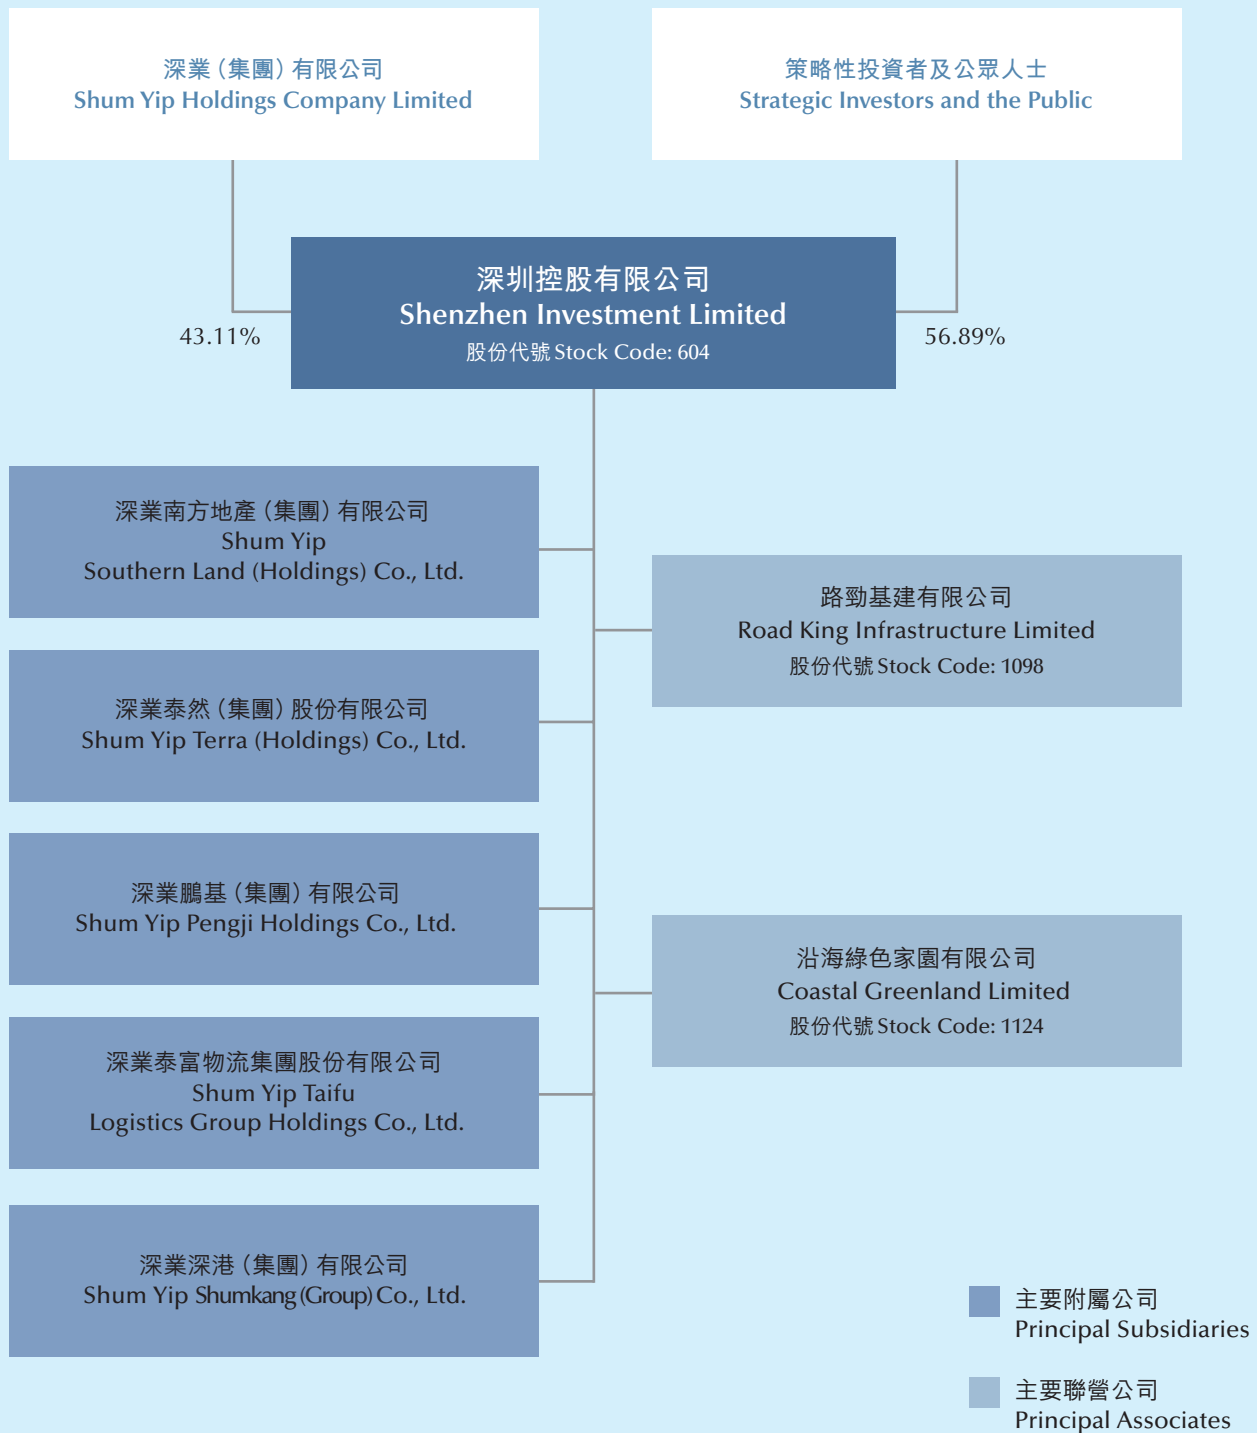 深業（集團）有限公司
Shum Yip Holdings Company Limited
策略性投資者及公眾人士
Strategic Investors and the Public
深圳控股有限公司
Shenzhen Investment Limited
股份代號 Stock Code: 604
43.11%
56.89%
深業南方地產（集團）有限公司
Shum Yip
Southern Land (Holdings) Co., Ltd.
路勁基建有限公司
Road King Infrastructure Limited
股份代號 Stock Code: 1098
深業泰然（集團）股份有限公司
Shum Yip Terra (Holdings) Co., Ltd.
深業鵬基（集團）有限公司
Shum Yip Pengji Holdings Co., Ltd.
沿海綠色家園有限公司
Coastal Greenland Limited
股份代號 Stock Code: 1124
深業泰富物流集團股份有限公司
Shum Yip Taifu
Logistics Group Holdings Co., Ltd.
深業深港（集團）有限公司
Shum Yip Shumkang (Group) Co., Ltd.
主要附屬公司
Principal Subsidiaries
主要聯營公司
Principal Associates